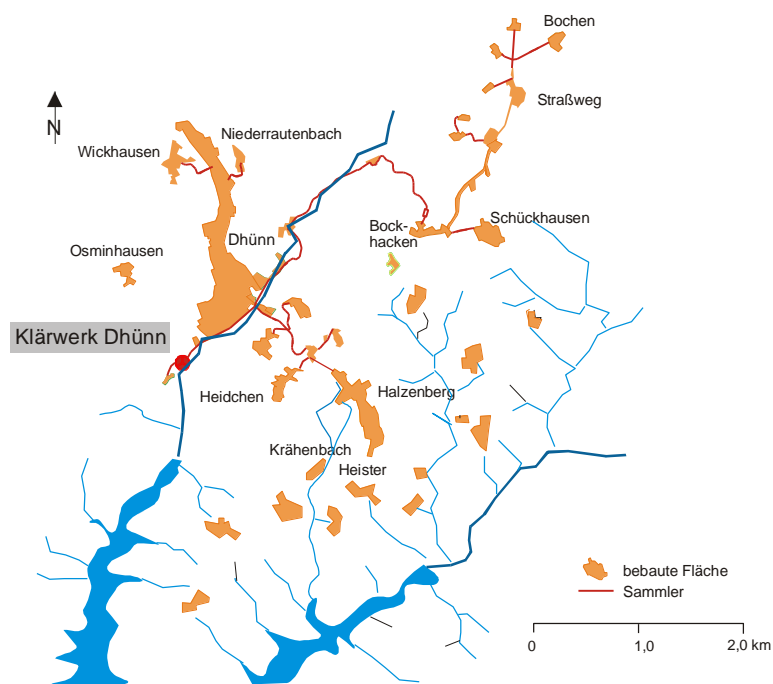 Bochen
Straßweg
N
Niederrautenbach
Wickhausen
Schückhausen
Bock-
hacken
Dhünn
Osminhausen
Klärwerk Dhünn
Heidchen
Halzenberg
Krähenbach
Heister
bebaute Fläche
Sammler
0
1,0
2,0 km